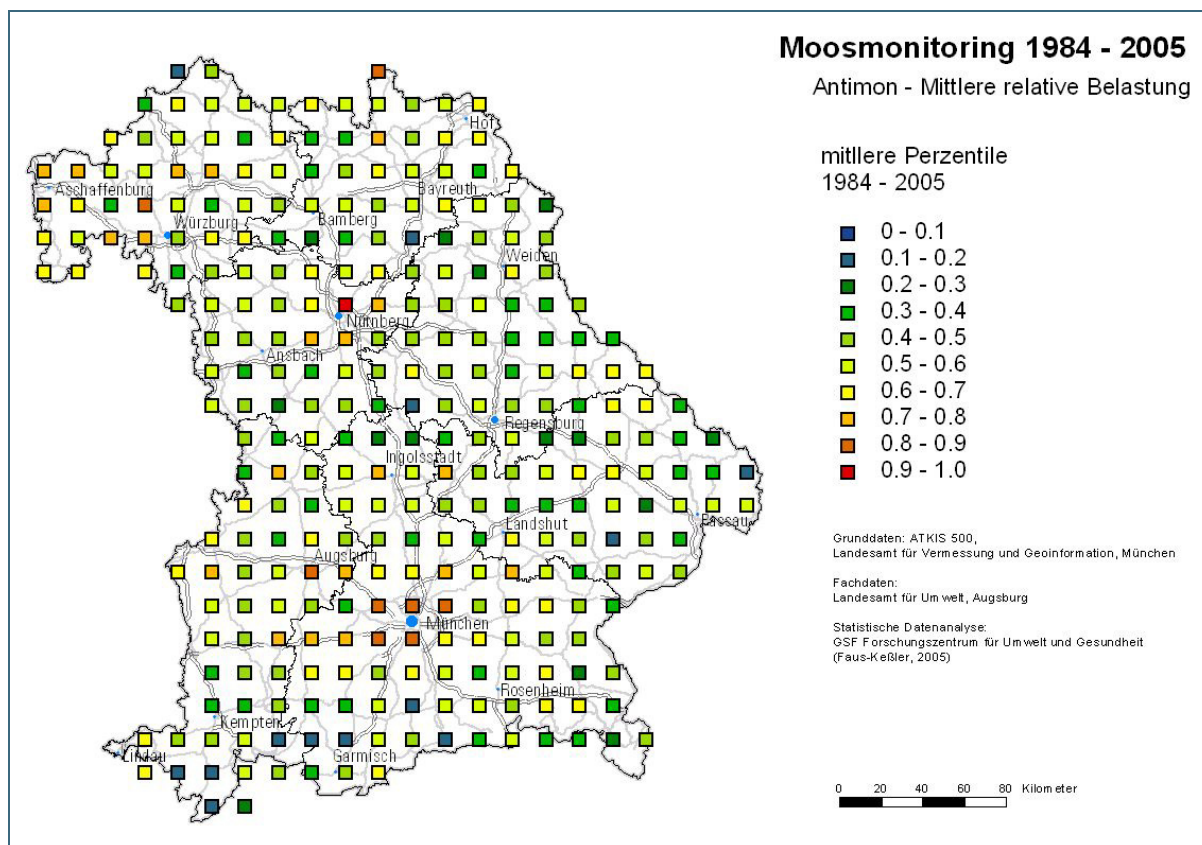 Moosmonitoring 1984 - 2005
Antimon - Mittlere relative Belastung
mitllere Perzentile
1984 - 2005
0 - 0.1
0.1 - 0.2
0.2 - 0.3
0.3 - 0.4
0.4 - 0.5
0.5 - 0.6
0.6 - 0.7
0.7 - 0.8
0.8 - 0.9
0.9 - 1.0
Grunddaten: ATKIS 500,
Landesamt für Vermessung und Geoinformation, München
Fachdaten:
Landesamt für Umwelt, Augsburg
Statistische Datenanalyse:
GSF Forschungszentrum für Umwelt und Gesundheit
(Faus-Keßler, 2005)
0 20 40 60 80 Kilometer
Hof
Aschaffenburg
Bayreuth
Würzburg
Bamberg
Weiden
Nürnberg
Ansbach
Regensburg
Ingolstadt
Passau
Landshut
Augsburg
München
Rosenheim
Kempten
Lindau
Garmisch